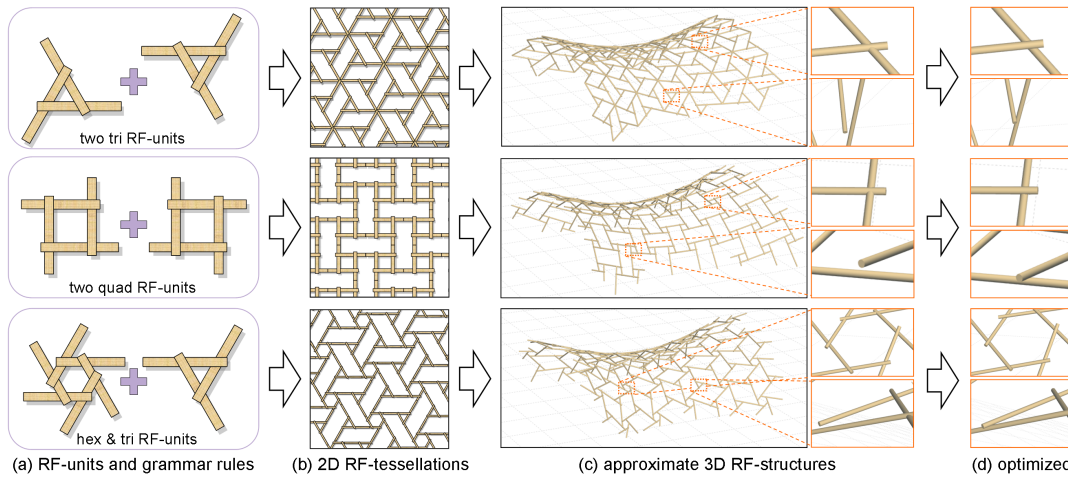 two tri RF-units
two quad RF-units
hex & tri RF-units
(a) RF-units and grammar rules
(b) 2D RF-tessellations
(c) approximate 3D RF-structures
(d) optimized